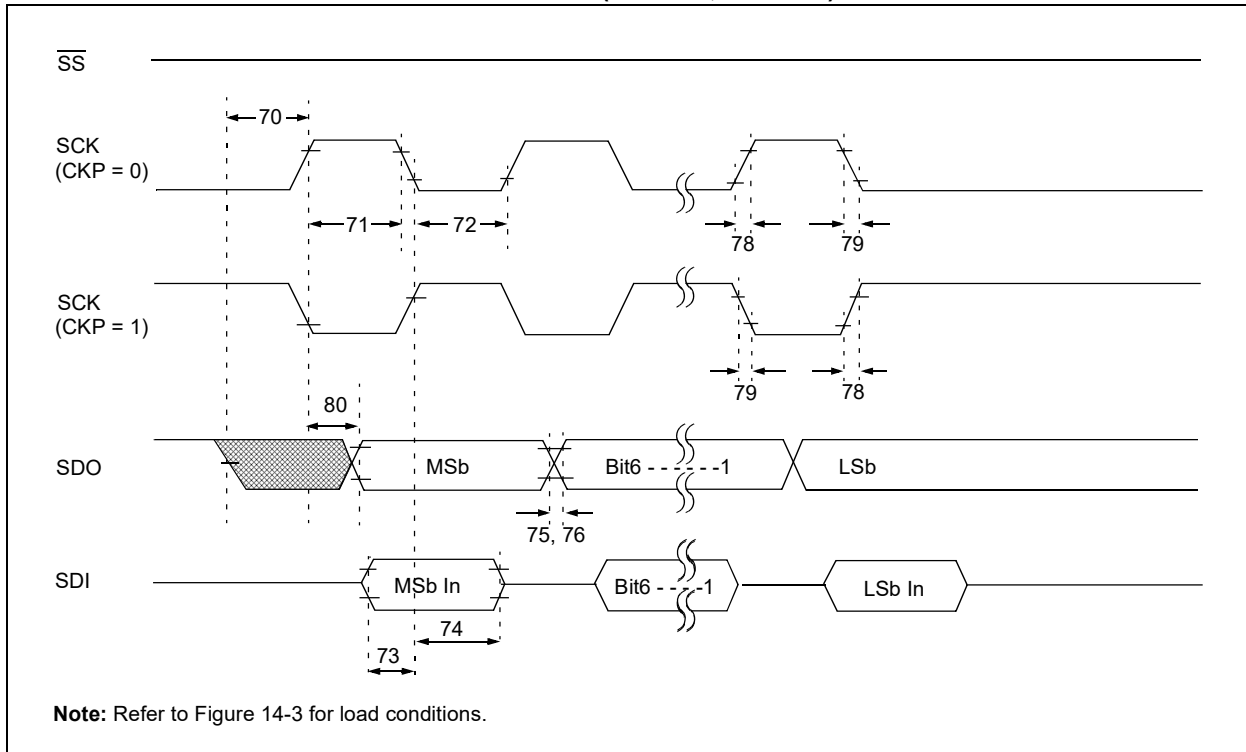 SS
70
SCK
(CKP = 0)
71
72
78
79
SCK
(CKP = 1)
79
78
80
SDO
MSb
Bit6 - - - - - -1
LSb
75, 76
SDI
MSb In
Bit6 - - - - -1
LSb In
74
73
Note: Refer to Figure 14-3 for load conditions.